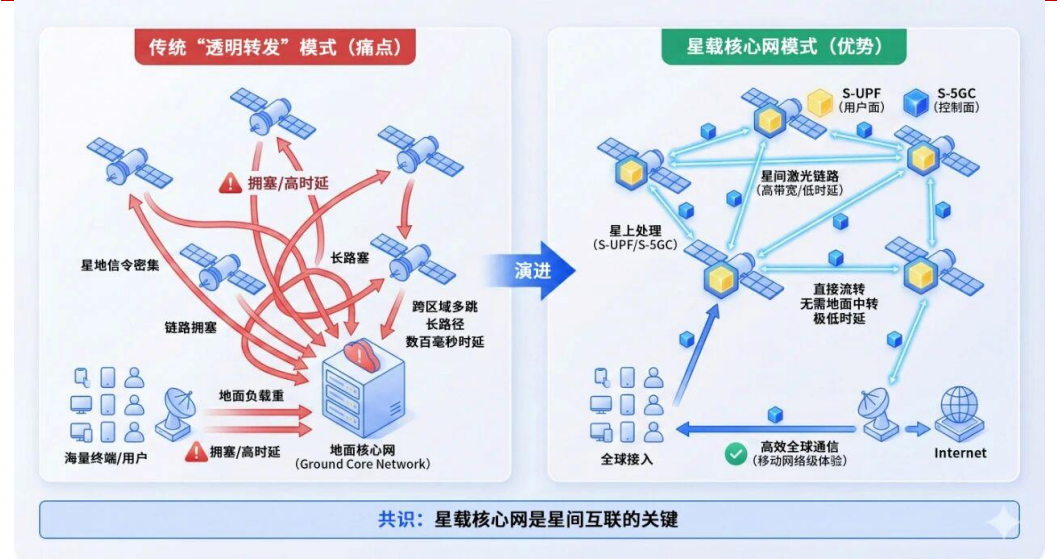 传统“透明转发”模式（痛点）
拥塞/高时延
星地信令密集
长路塞
链路拥塞
跨区域多跳
长路径
数百毫秒时延
地面负载重
拥塞/高时延
海量终端/用户
地面核心网
（Ground Core Network）
演进
星载核心网模式（优势）
S-UPF
（用户面）
S-5GC
（控制面）
星间激光链路
（高带宽/低时延）
星上处理
（S-UPF/S-5GC）
直接流转
无需地面中转
极低时延
全球接入
高效全球通信
（移动网络级体验）
Internet
共识：星载核心网是星间互联的关键